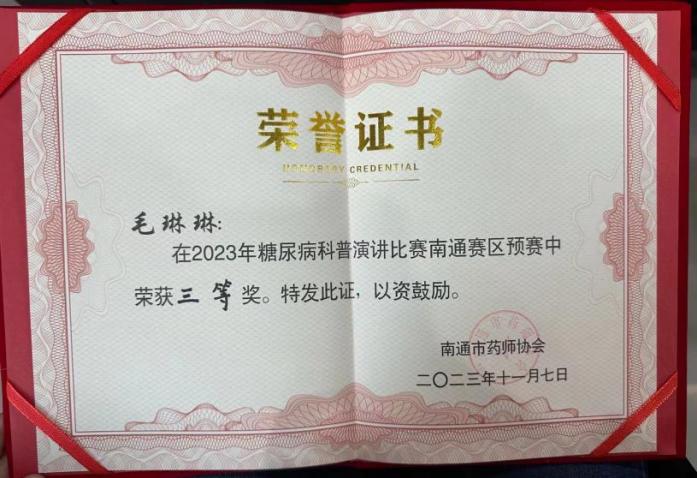 荣誉证书
HONORARY CREDENTIAL
毛琳琳:
在2023年糖尿病科普演讲比赛南通赛区预赛中
荣获三等奖。特发此证,以资鼓励。
南通市药师协会
二〇二三年十一月七日